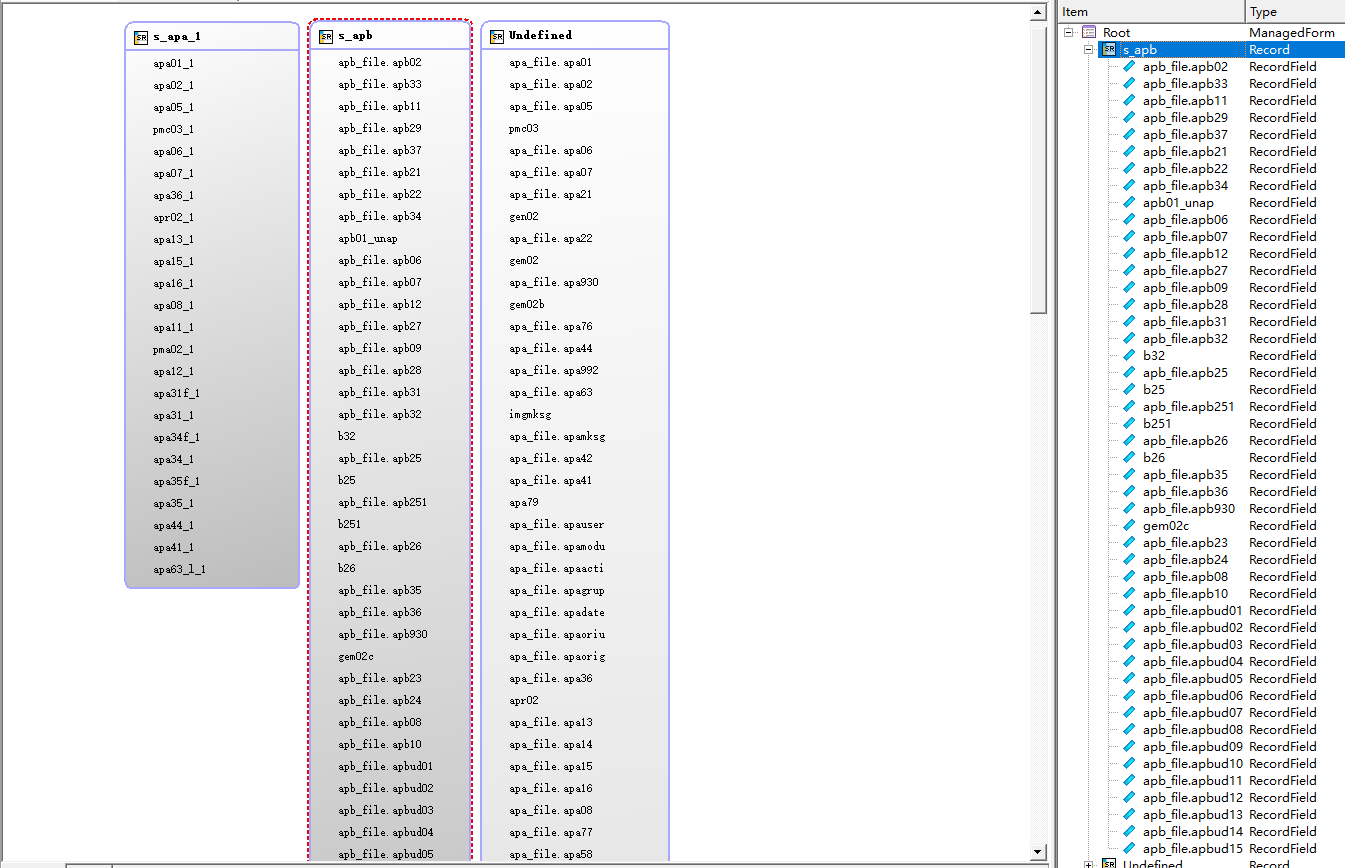 s_apa_1
apa01_1
apa02_1
apa05_1
pmc03_1
apa06_1
apa07_1
apa36_1
apr02_1
apa13_1
apa15_1
apa16_1
apa08_1
apa11_1
pma02_1
apa12_1
apa31f_1
apa31_1
apa34f_1
apa34_1
apa35f_1
apa35_1
apa44_1
apa41_1
apa63_1_1
s_apb
apb_file.apb02
apb_file.apb33
apb_file.apb11
apb_file.apb29
apb_file.apb37
apb_file.apb21
apb_file.apb22
apb_file.apb34
apb01_unap
apb_file.apb06
apb_file.apb07
apb_file.apb12
apb_file.apb27
apb_file.apb09
apb_file.apb28
apb_file.apb31
apb_file.apb32
b32
apb_file.apb25
b25
apb_file.apb251
b251
apb_file.apb26
b26
apb_file.apb35
apb_file.apb36
apb_file.apb930
gem02c
apb_file.apb23
apb_file.apb24
apb_file.apb08
apb_file.apb10
apb_file.apbud01
apb_file.apbud02
apb_file.apbud03
apb_file.apbud04
apb_file.apbud05
Undefined
apa_file.apa01
apa_file.apa02
apa_file.apa05
pmc03
apa_file.apa06
apa_file.apa07
apa_file.apa21
gen02
apa_file.apa22
gem02
apa_file.apa930
gem02b
apa_file.apa76
apa_file.apa44
apa_file.apa992
apa_file.apa63
imgmksg
apa_file.apamksg
apa_file.apa42
apa_file.apa41
apa79
apa_file.apauser
apa_file.apamodu
apa_file.apaacti
apa_file.apagrup
apa_file.apadate
apa_file.apaoriu
apa_file.apaorig
apa_file.apa36
apr02
apa_file.apa13
apa_file.apa14
apa_file.apa15
apa_file.apa16
apa_file.apa08
apa_file.apa77
apa_file.apa58
Item Type
Root ManagedForm
s_apb Record
apb_file.apb02 RecordField
apb_file.apb33 RecordField
apb_file.apb11 RecordField
apb_file.apb29 RecordField
apb_file.apb37 RecordField
apb_file.apb21 RecordField
apb_file.apb22 RecordField
apb_file.apb34 RecordField
apb01_unap RecordField
apb_file.apb06 RecordField
apb_file.apb07 RecordField
apb_file.apb12 RecordField
apb_file.apb27 RecordField
apb_file.apb09 RecordField
apb_file.apb28 RecordField
apb_file.apb31 RecordField
apb_file.apb32 RecordField
b32 RecordField
apb_file.apb25 RecordField
b25 RecordField
apb_file.apb251 RecordField
b251 RecordField
apb_file.apb26 RecordField
b26 RecordField
apb_file.apb35 RecordField
apb_file.apb36 RecordField
apb_file.apb930 RecordField
gem02c RecordField
apb_file.apb23 RecordField
apb_file.apb24 RecordField
apb_file.apb08 RecordField
apb_file.apb10 RecordField
apb_file.apbud01 RecordField
apb_file.apbud02 RecordField
apb_file.apbud03 RecordField
apb_file.apbud04 RecordField
apb_file.apbud05 RecordField
apb_file.apbud06 RecordField
apb_file.apbud07 RecordField
apb_file.apbud08 RecordField
apb_file.apbud09 RecordField
apb_file.apbud10 RecordField
apb_file.apbud11 RecordField
apb_file.apbud12 RecordField
apb_file.apbud13 RecordField
apb_file.apbud14 RecordField
apb_file.apbud15 RecordField
Undefined Record